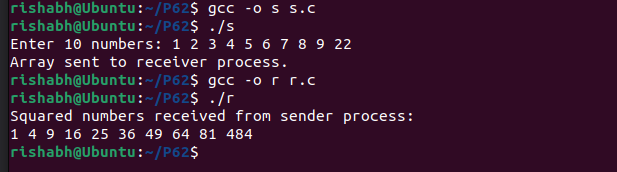 rishabh@Ubuntu:~/P62$ gcc -o s s.c
rishabh@Ubuntu:~/P62$ ./s
Enter 10 numbers: 1 2 3 4 5 6 7 8 9 22
Array sent to receiver process.
rishabh@Ubuntu:~/P62$ gcc -o r r.c
rishabh@Ubuntu:~/P62$ ./r
Squared numbers received from sender process:
1 4 9 16 25 36 49 64 81 484
rishabh@Ubuntu:~/P62$